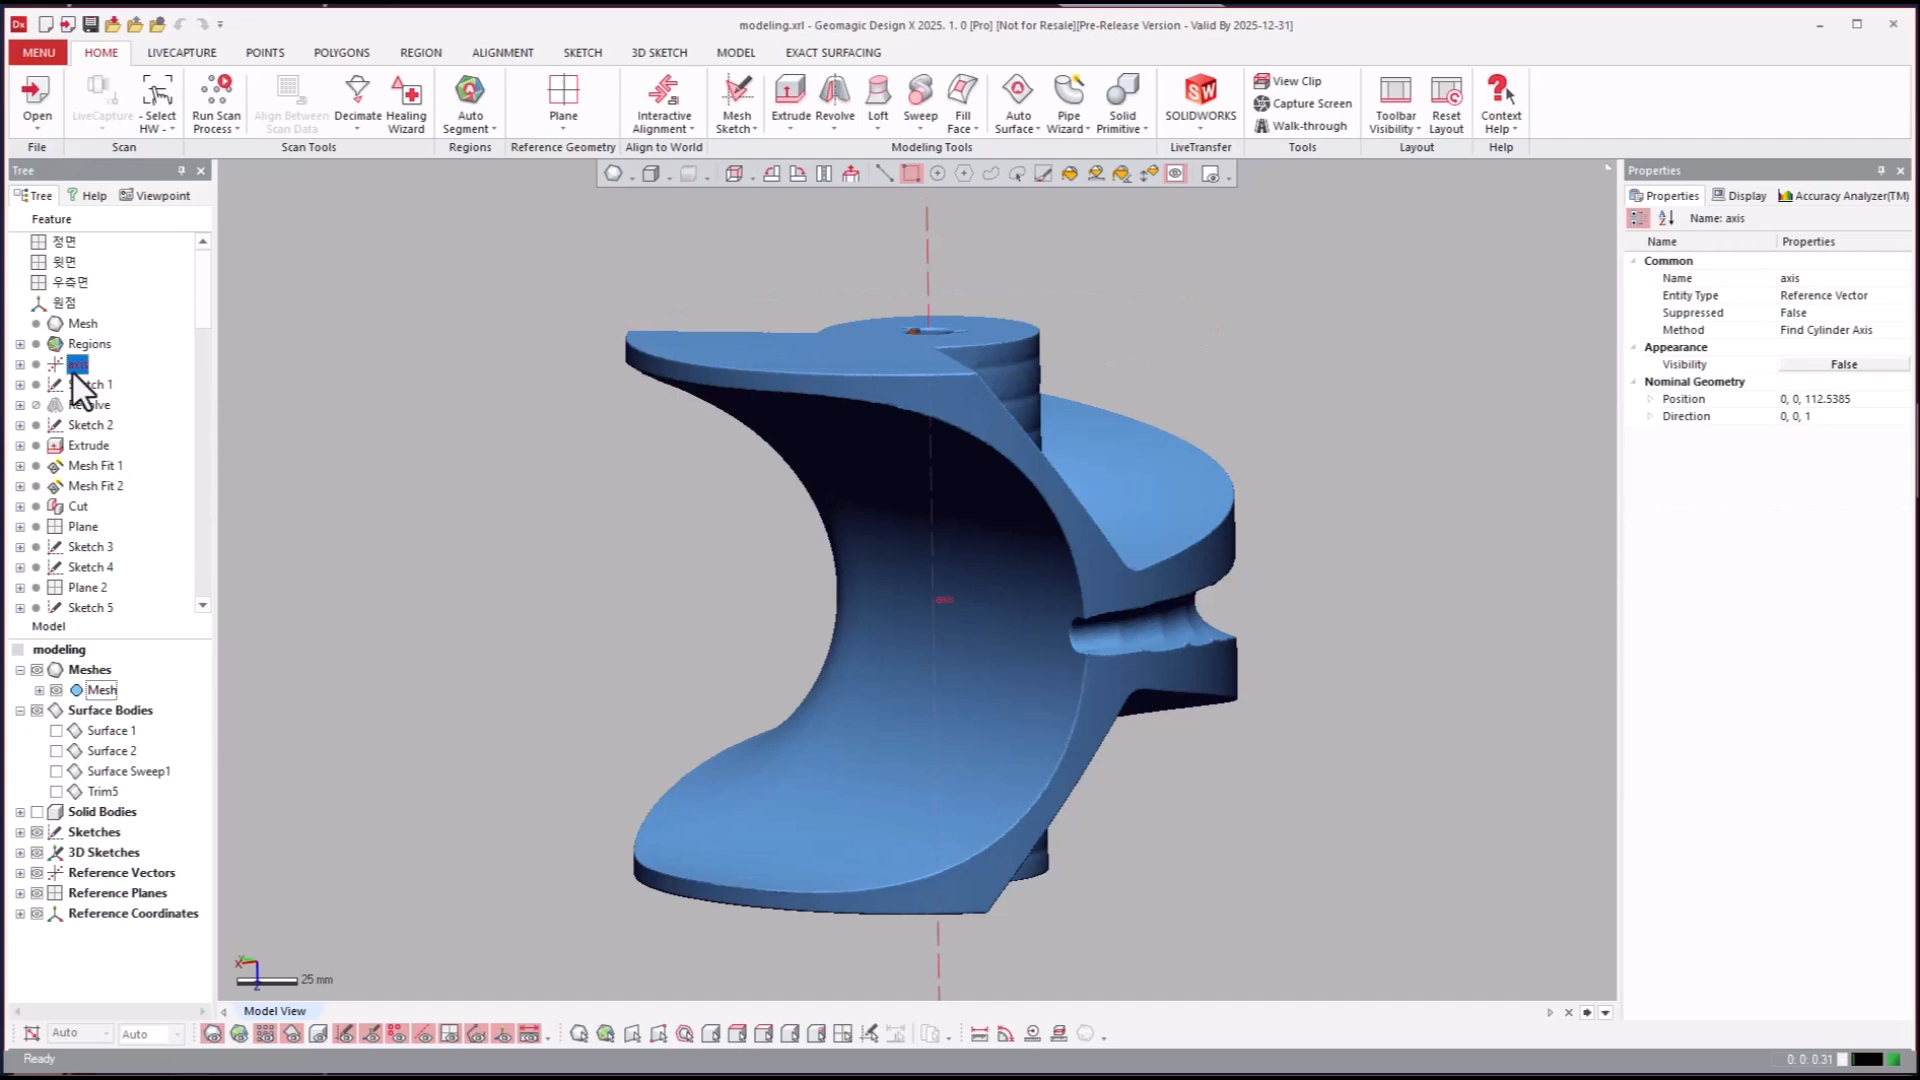 modeling.xrl - Geomagic Design X 2025. 1. 0 [Pro] [Not for Resale][Pre-Release Version - Valid By 2025-12-31]
MENU HOME LIVECAPTURE POINTS POLYGONS REGION ALIGNMENT SKETCH 3D SKETCH MODEL EXACT SURFACING
Open
LiveCapture
- Select HW -
Run Scan Process
Align Between Scan Data
Decimate
Healing Wizard
Auto Segment
Plane
Interactive Alignment
Mesh Sketch
Extrude
Revolve
Loft
Sweep
Fill Face
Auto Surface
Pipe Wizard
Solid Primitive
SOLIDWORKS
View Clip
Capture Screen
Walk-through
Toolbar Visibility
Reset Layout
Context Help
File Scan Scan Tools Regions Reference Geometry Align to World Modeling Tools LiveTransfer Tools Layout Help
Tree
Tree Help Viewpoint
Feature
정면
윗면
우측면
원점
Mesh
Regions
axis
Sketch 1
Revolve
Sketch 2
Extrude
Mesh Fit 1
Mesh Fit 2
Cut
Plane
Sketch 3
Sketch 4
Plane 2
Sketch 5
Model
modeling
Meshes
Mesh
Surface Bodies
Surface 1
Surface 2
Surface Sweep1
Trim5
Solid Bodies
Sketches
3D Sketches
Reference Vectors
Reference Planes
Reference Coordinates
axis
X
Z
25 mm
Model View
Properties
Properties Display Accuracy Analyzer(TM)
Name: axis
Name Properties
Common
Name axis
Entity Type Reference Vector
Suppressed False
Method Find Cylinder Axis
Appearance
Visibility False
Nominal Geometry
Position 0, 0, 112.5385
Direction 0, 0, 1
Auto Auto
Ready
0: 0: 0.31